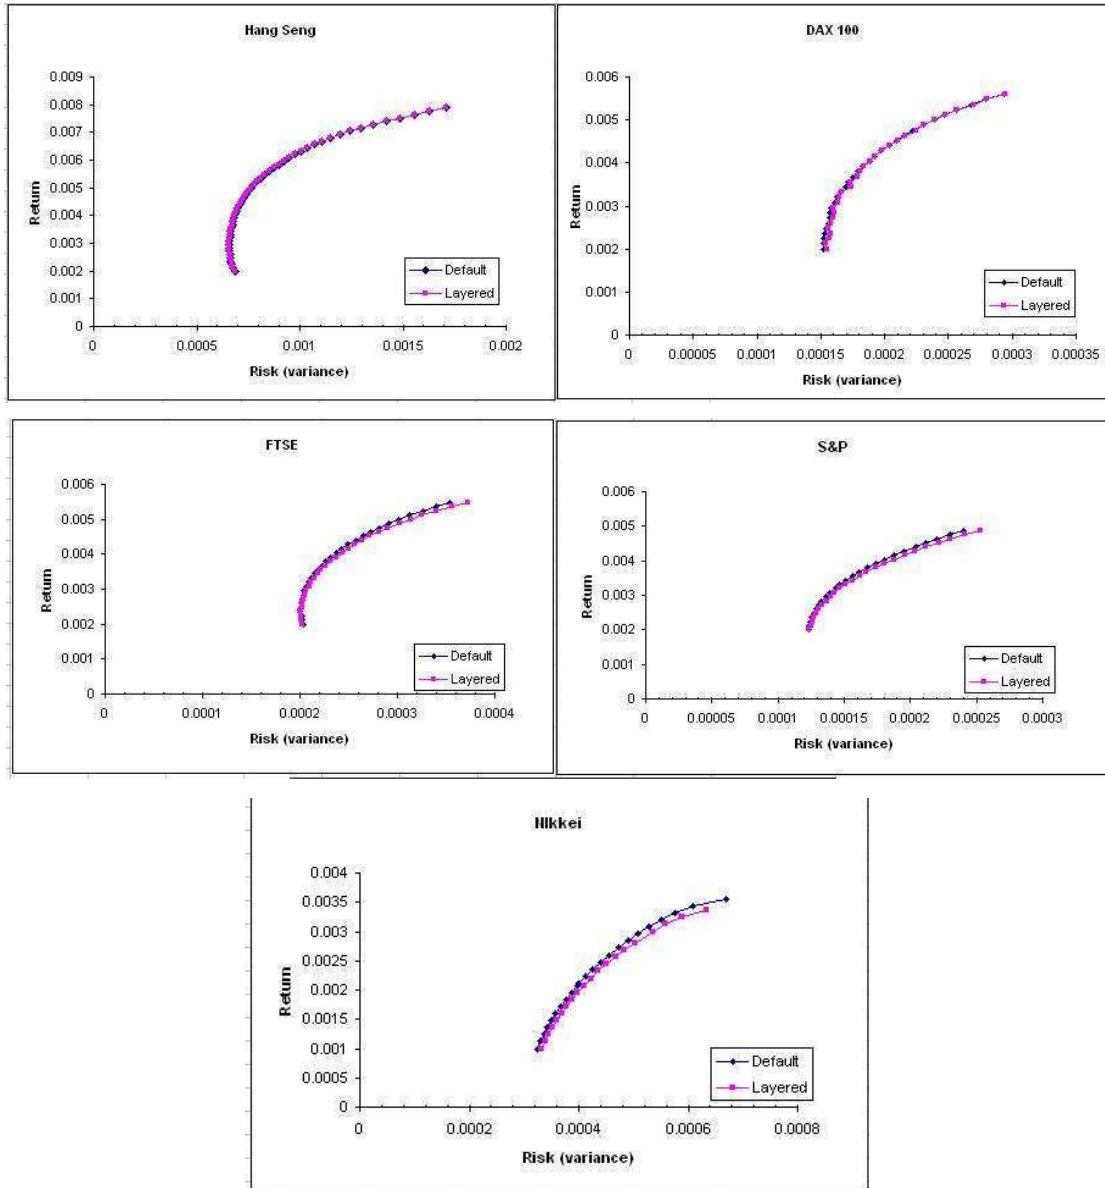 Hang Seng
0.009
0.008
0.007
0.006
0.005
0.004
0.003
0.002
0.001
0
Return
0 0.0005 0.001 0.0015 0.002
Risk (variance)
Default
Layered
DAX 100
0.006
0.005
0.004
0.003
0.002
0.001
0
Return
0 0.00005 0.0001 0.00015 0.0002 0.00025 0.0003 0.00035
Risk (variance)
Default
Layered
FTSE
0.006
0.005
0.004
0.003
0.002
0.001
0
Return
0 0.0001 0.0002 0.0003 0.0004
Risk (variance)
Default
Layered
S&P
0.006
0.005
0.004
0.003
0.002
0.001
0
Return
0 0.00005 0.0001 0.00015 0.0002 0.00025 0.0003
Risk (variance)
Default
Layered
NIkkei
0.004
0.0035
0.003
0.0025
0.002
0.0015
0.001
0.0005
0
Return
0 0.0002 0.0004 0.0006 0.0008
Risk (variance)
Default
Layered